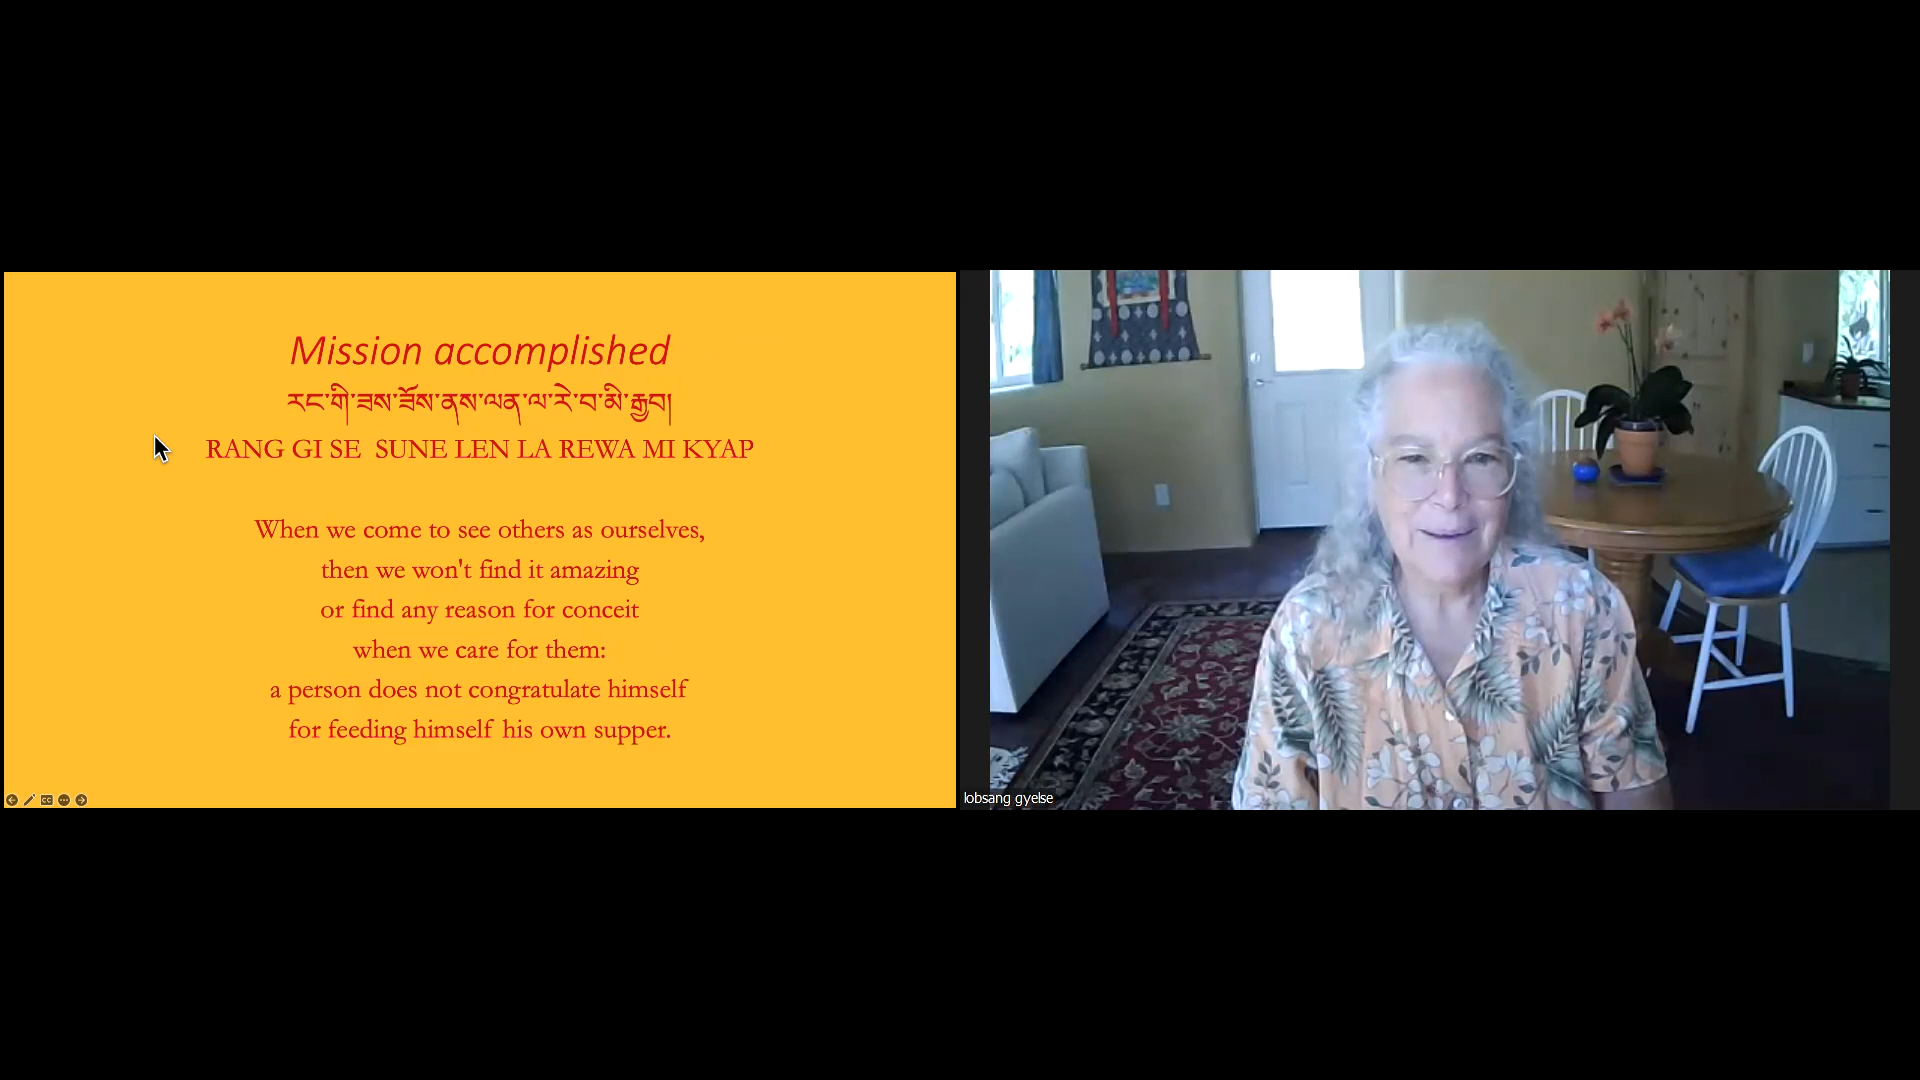 Mission accomplished
རང་གི་ཟས་ཟོས་ནས་ལན་ལ་རེ་བ་མི་རྒྱབ།
RANG GI SE SUNE LEN LA REWA MI KYAP
When we come to see others as ourselves,
then we won't find it amazing
or find any reason for conceit
when we care for them:
a person does not congratulate himself
for feeding himself his own supper.
lobsang gyelse